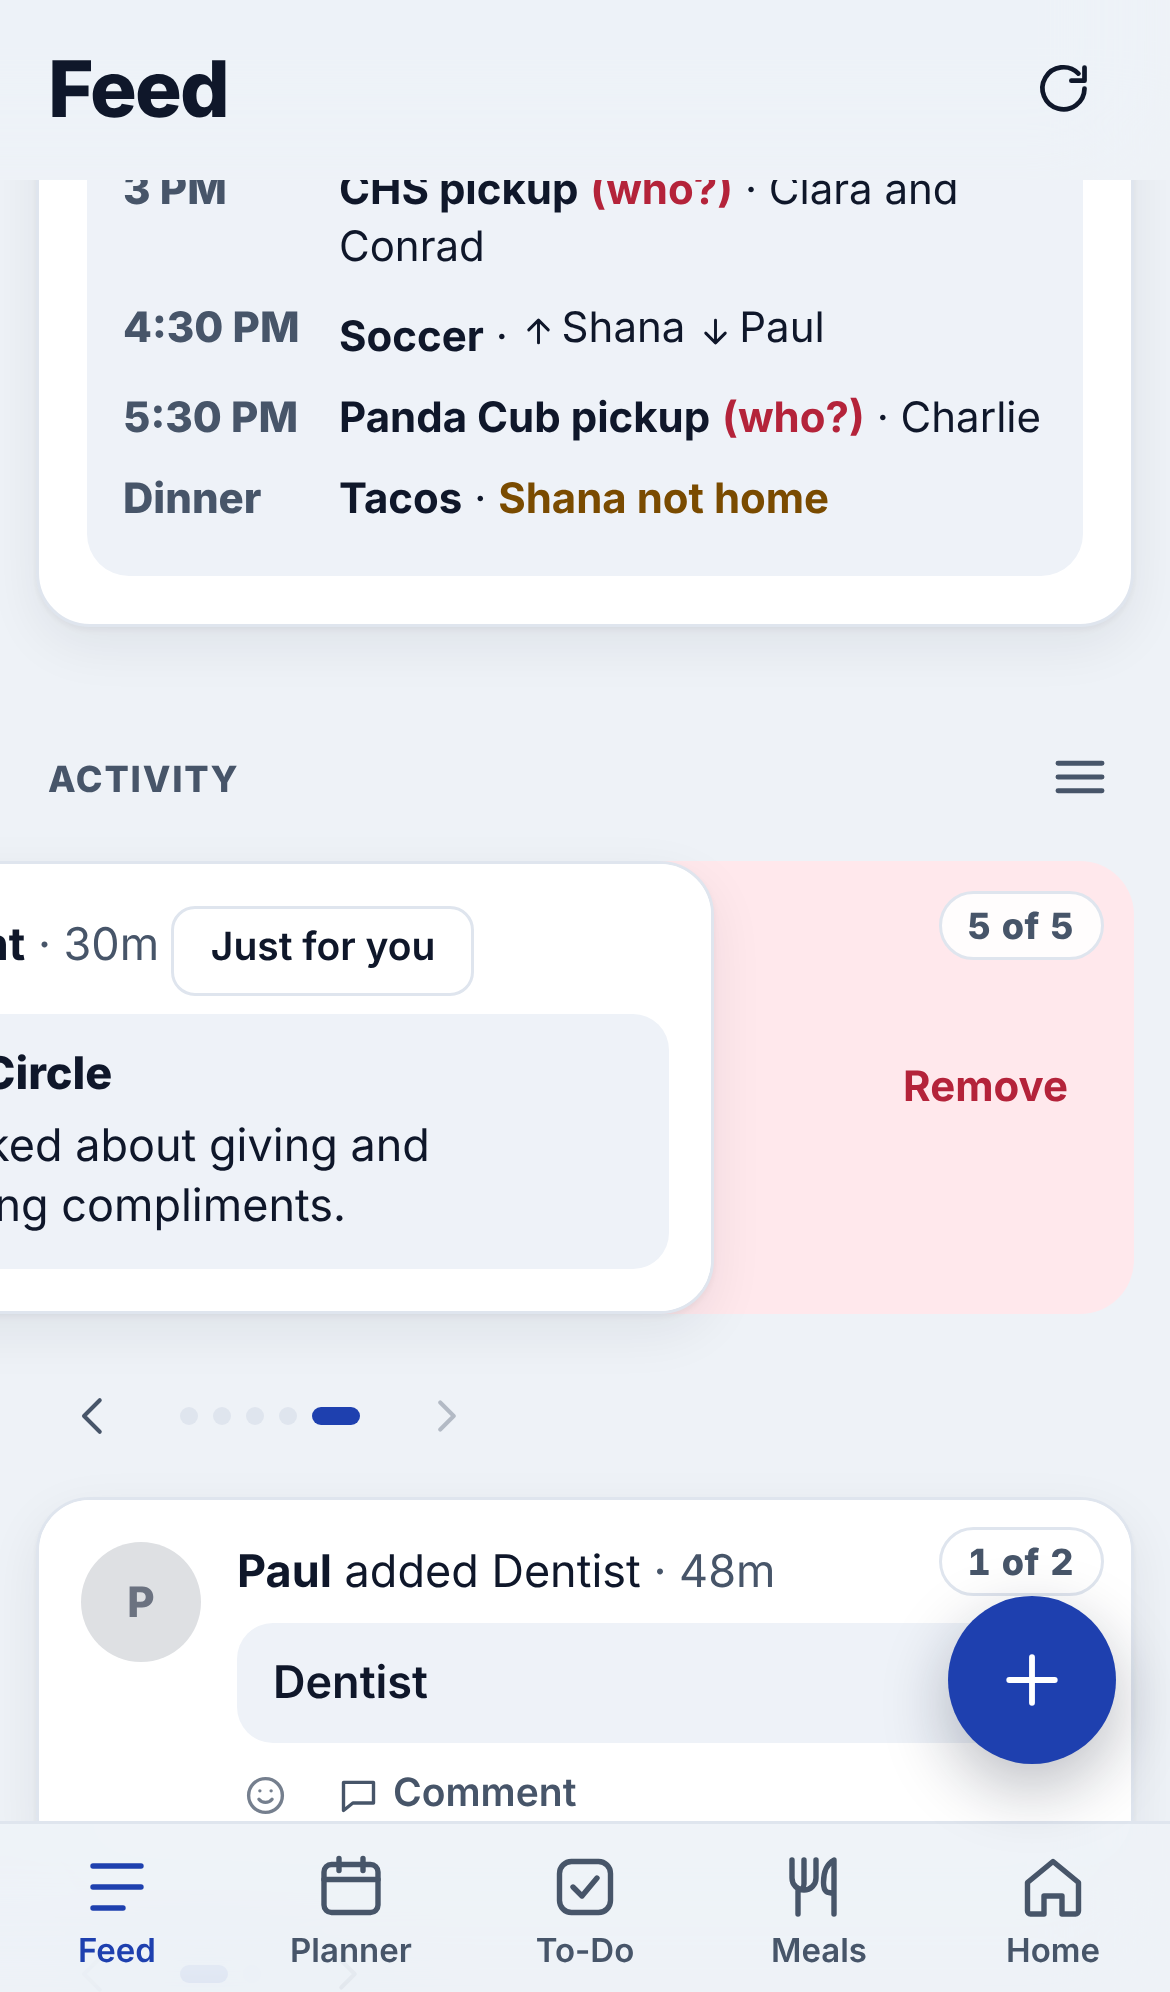 Feed
3 PM CHS pickup (who?) · Clara and
Conrad
4:30 PM Soccer · ↑ Shana ↓ Paul
5:30 PM Panda Cub pickup (who?) · Charlie
Dinner Tacos · Shana not home
ACTIVITY
· 30m Just for you
5 of 5
Circle
Remove
ked about giving and
ng compliments.
P
Paul added Dentist · 48m
1 of 2
Dentist
Comment
Feed Planner To-Do Meals Home